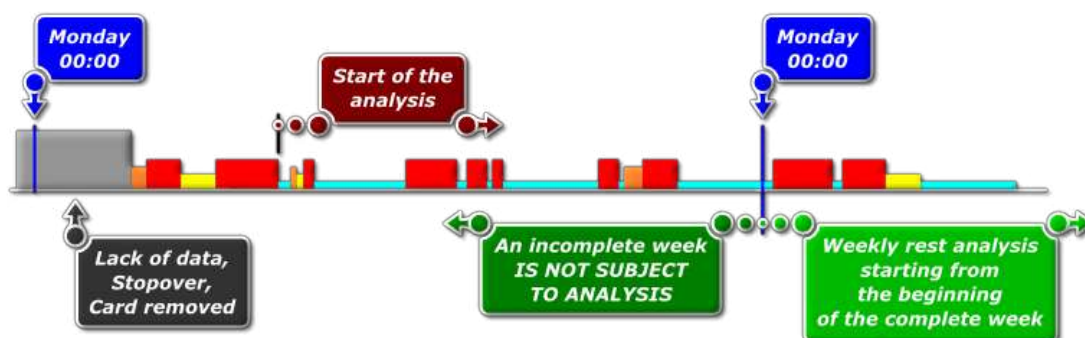 Monday
00:00
Start of the
analysis
Monday
00:00
Lack of data,
Stopover,
Card removed
An incomplete week
IS NOT SUBJECT
TO ANALYSIS
Weekly rest analysis
starting from
the beginning
of the complete week